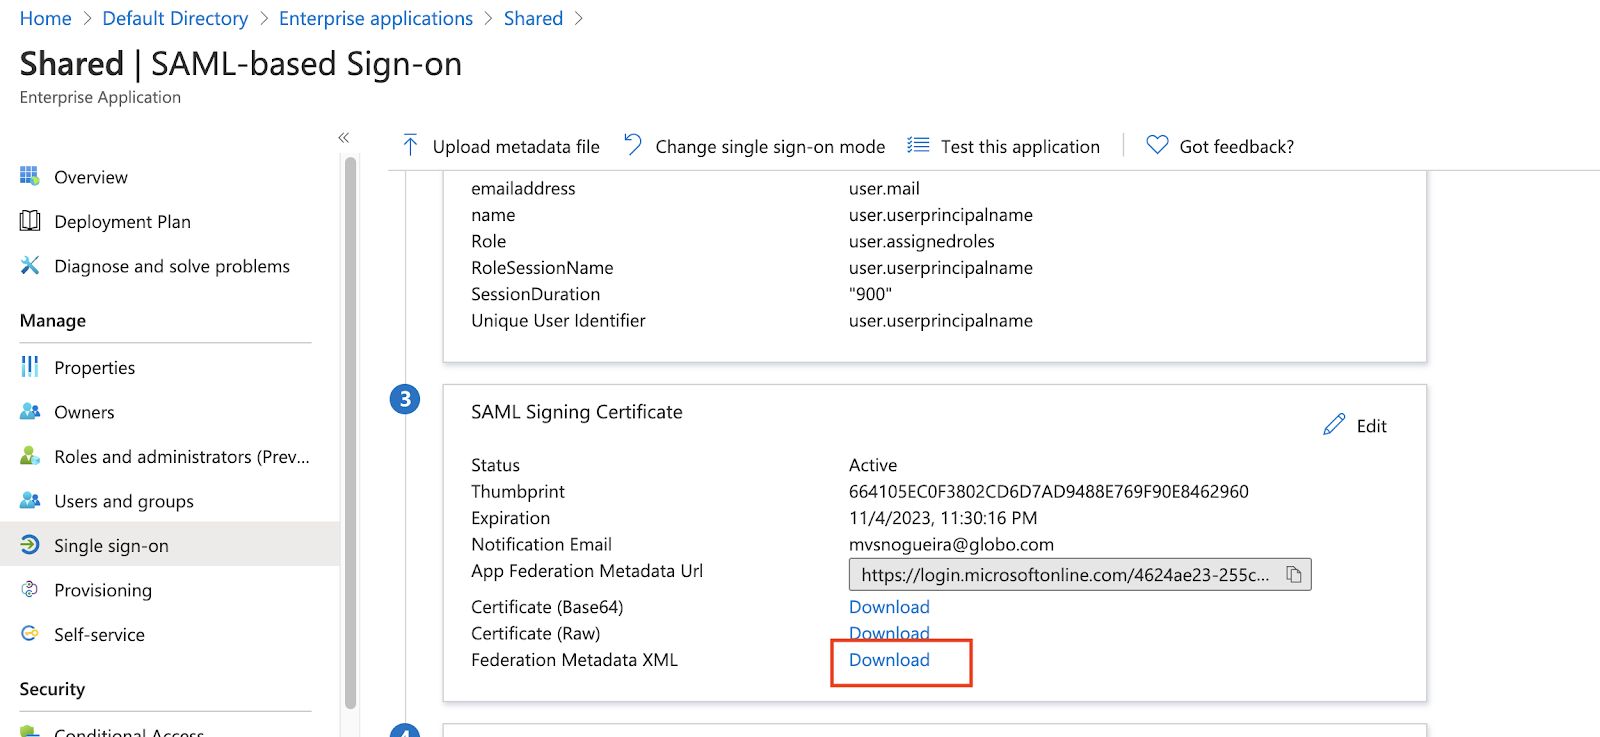 Home > Default Directory > Enterprise applications > Shared >
Shared | SAML-based Sign-on
Enterprise Application
«
Overview
Deployment Plan
Diagnose and solve problems
Manage
Properties
Owners
Roles and administrators (Prev...
Users and groups
Single sign-on
Provisioning
Self-service
Security
Conditional Access
Upload metadata file Change single sign-on mode Test this application Got feedback?
emailaddress user.mail
name user.userprincipalname
Role user.assignedroles
RoleSessionName user.userprincipalname
SessionDuration "900"
Unique User Identifier user.userprincipalname
3
SAML Signing Certificate
Edit
Status Active
Thumbprint 664105EC0F3802CD6D7AD9488E769F90E8462960
Expiration 11/4/2023, 11:30:16 PM
Notification Email mvsnogueira@globo.com
App Federation Metadata Url https://login.microsoftonline.com/4624ae23-255c...
Certificate (Base64) Download
Certificate (Raw) Download
Federation Metadata XML Download
4